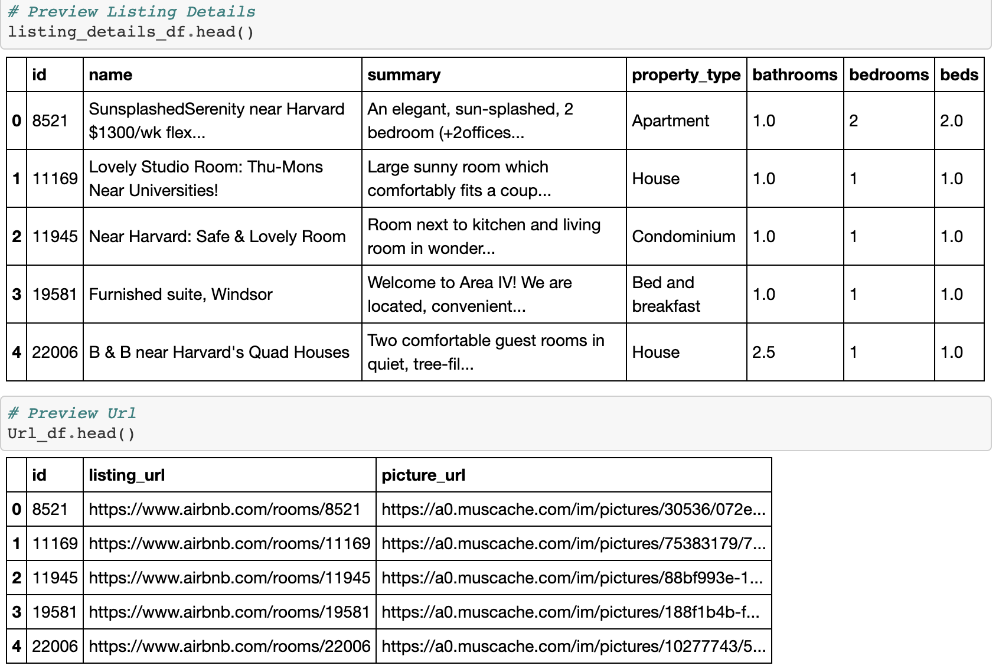 # Preview Listing Details
listing_details_df.head()
id name summary property_type bathrooms bedrooms beds
0 8521 SunsplashedSerenity near Harvard $1300/wk flex... An elegant, sun-splashed, 2 bedroom (+2offices... Apartment 1.0 2 2.0
1 11169 Lovely Studio Room: Thu-Mons Near Universities! Large sunny room which comfortably fits a coup... House 1.0 1 1.0
2 11945 Near Harvard: Safe & Lovely Room Room next to kitchen and living room in wonder... Condominium 1.0 1 1.0
3 19581 Furnished suite, Windsor Welcome to Area IV! We are located, convenient... Bed and breakfast 1.0 1 1.0
4 22006 B & B near Harvard's Quad Houses Two comfortable guest rooms in quiet, tree-fil... House 2.5 1 1.0
# Preview Url
Url_df.head()
id listing_url picture_url
0 8521 https://www.airbnb.com/rooms/8521 https://a0.muscache.com/im/pictures/30536/072e...
1 11169 https://www.airbnb.com/rooms/11169 https://a0.muscache.com/im/pictures/75383179/7...
2 11945 https://www.airbnb.com/rooms/11945 https://a0.muscache.com/im/pictures/88bf993e-1...
3 19581 https://www.airbnb.com/rooms/19581 https://a0.muscache.com/im/pictures/188f1b4b-f...
4 22006 https://www.airbnb.com/rooms/22006 https://a0.muscache.com/im/pictures/10277743/5...